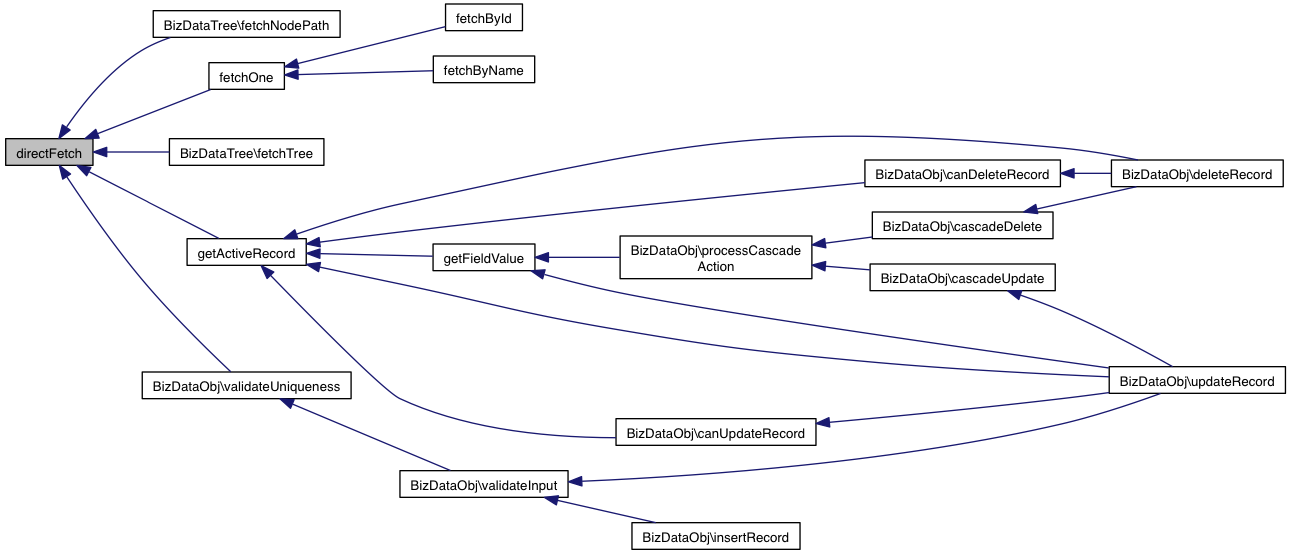 fetchById
BizDataTree\fetchNodePath
fetchByName
fetchOne
directFetch
BizDataTree\fetchTree
BizDataObj\canDeleteRecord
BizDataObj\deleteRecord
BizDataObj\cascadeDelete
getActiveRecord
getFieldValue
BizDataObj\processCascade
Action
BizDataObj\cascadeUpdate
BizDataObj\validateUniqueness
BizDataObj\updateRecord
BizDataObj\canUpdateRecord
BizDataObj\validateInput
BizDataObj\insertRecord